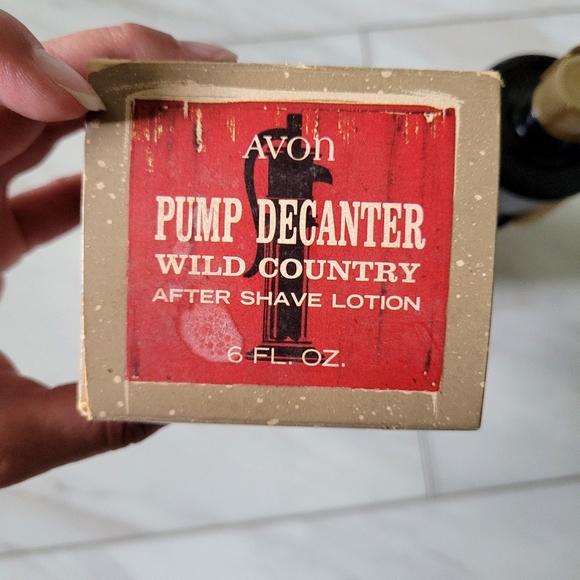 AVON
PUMP DECANTER
WILD COUNTRY
AFTER SHAVE LOTION
6 FL. OZ.